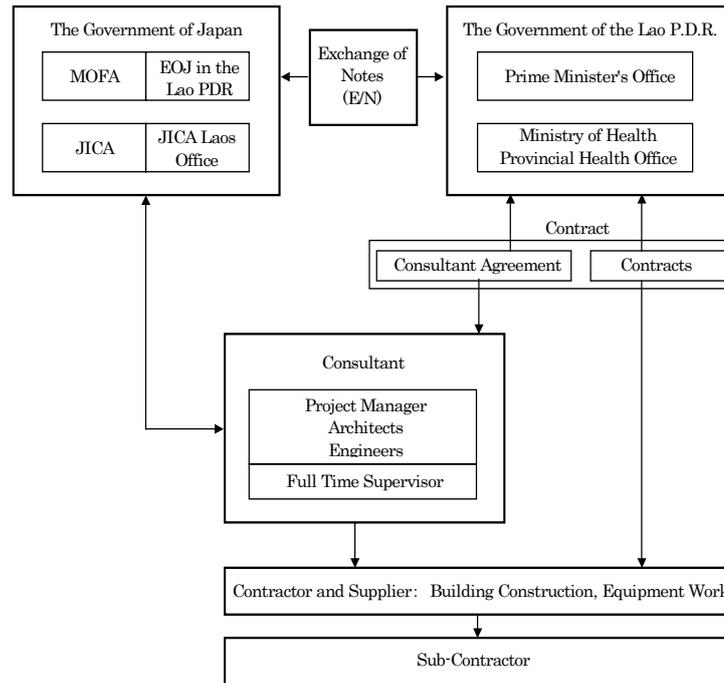 The Government of Japan
MOFA
EOJ in the
Lao PDR
JICA
JICA Laos
Office
Exchange of
Notes
(E/N)
The Government of the Lao P.D.R.
Prime Minister's Office
Ministry of Health
Provincial Health Office
Contract
Consultant Agreement
Contracts
Consultant
Project Manager
Architects
Engineers
Full Time Supervisor
Contractor and Supplier: Building Construction, Equipment Work
Sub-Contractor